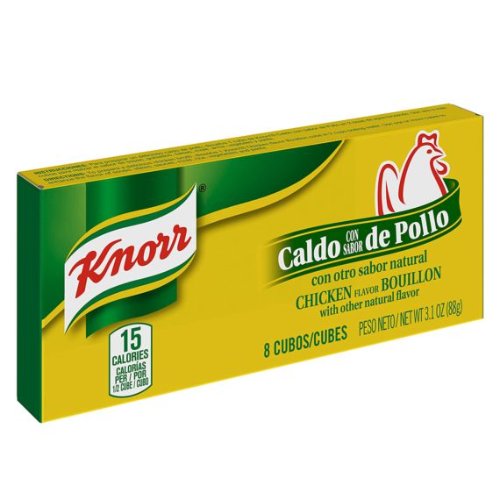 Knorr®
Caldo CON SABOR de Pollo
con otro sabor natural
CHICKEN FLAVOR BOUILLON
with other natural flavor
8 CUBOS/CUBES PESO NETO/NET WT 3.1 OZ (88g)
15
CALORIES
CALORÍAS
PER / POR
1/2 CUBE / CUBO